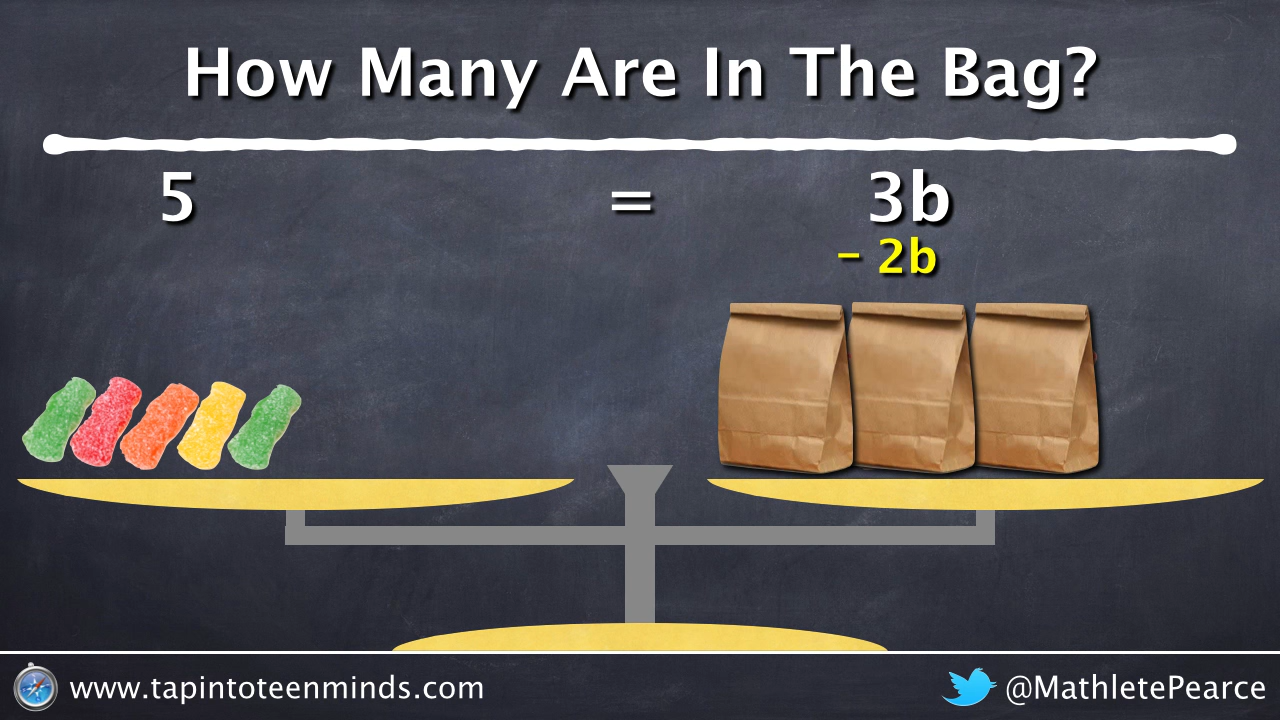 How Many Are In The Bag?
5 = 3b
– 2b
www.tapintoteenminds.com @MathletePearce